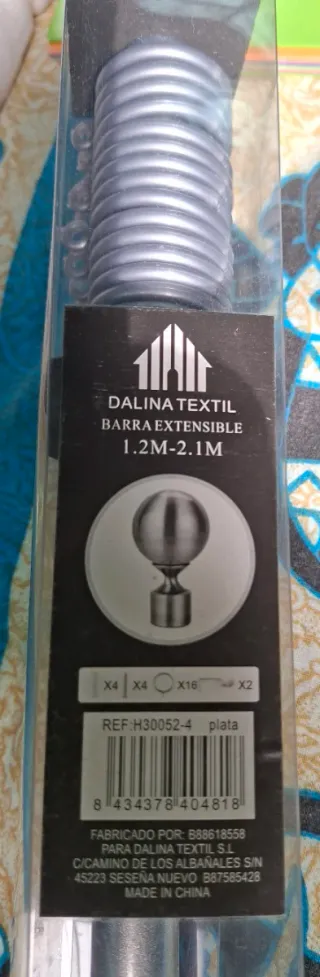 DALINA TEXTIL
BARRA EXTENSIBLE
1.2M-2.1M
X4 X4 X16 X2
REF:H30052-4 plata
8 434378 404818
FABRICADO POR: B88618558
PARA DALINA TEXTIL S.L
C/CAMINO DE LOS ALBAÑALES S/N
45223 SESEÑA NUEVO B87585428
MADE IN CHINA